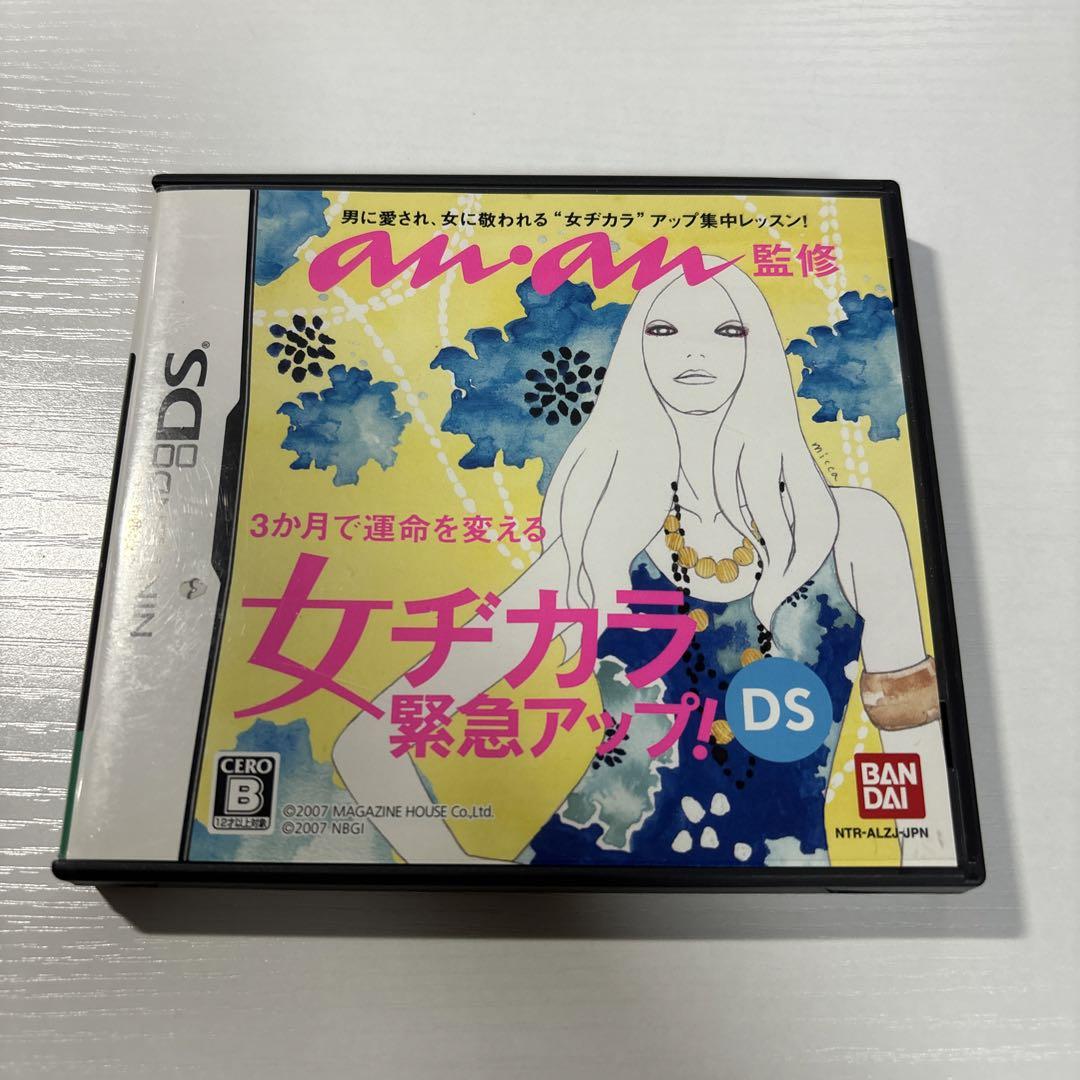 男に愛され、女に敬われる“女ヂカラ”アップ集中レッスン!
an・an 監修
micca
3か月で運命を変える
女ヂカラ
緊急アップ!
DS
CERO
B
12才以上対象
©2007 MAGAZINE HOUSE Co.,Ltd.
©2007 NBGI
BAN
DAI
NTR-ALZJ-JPN
DS®